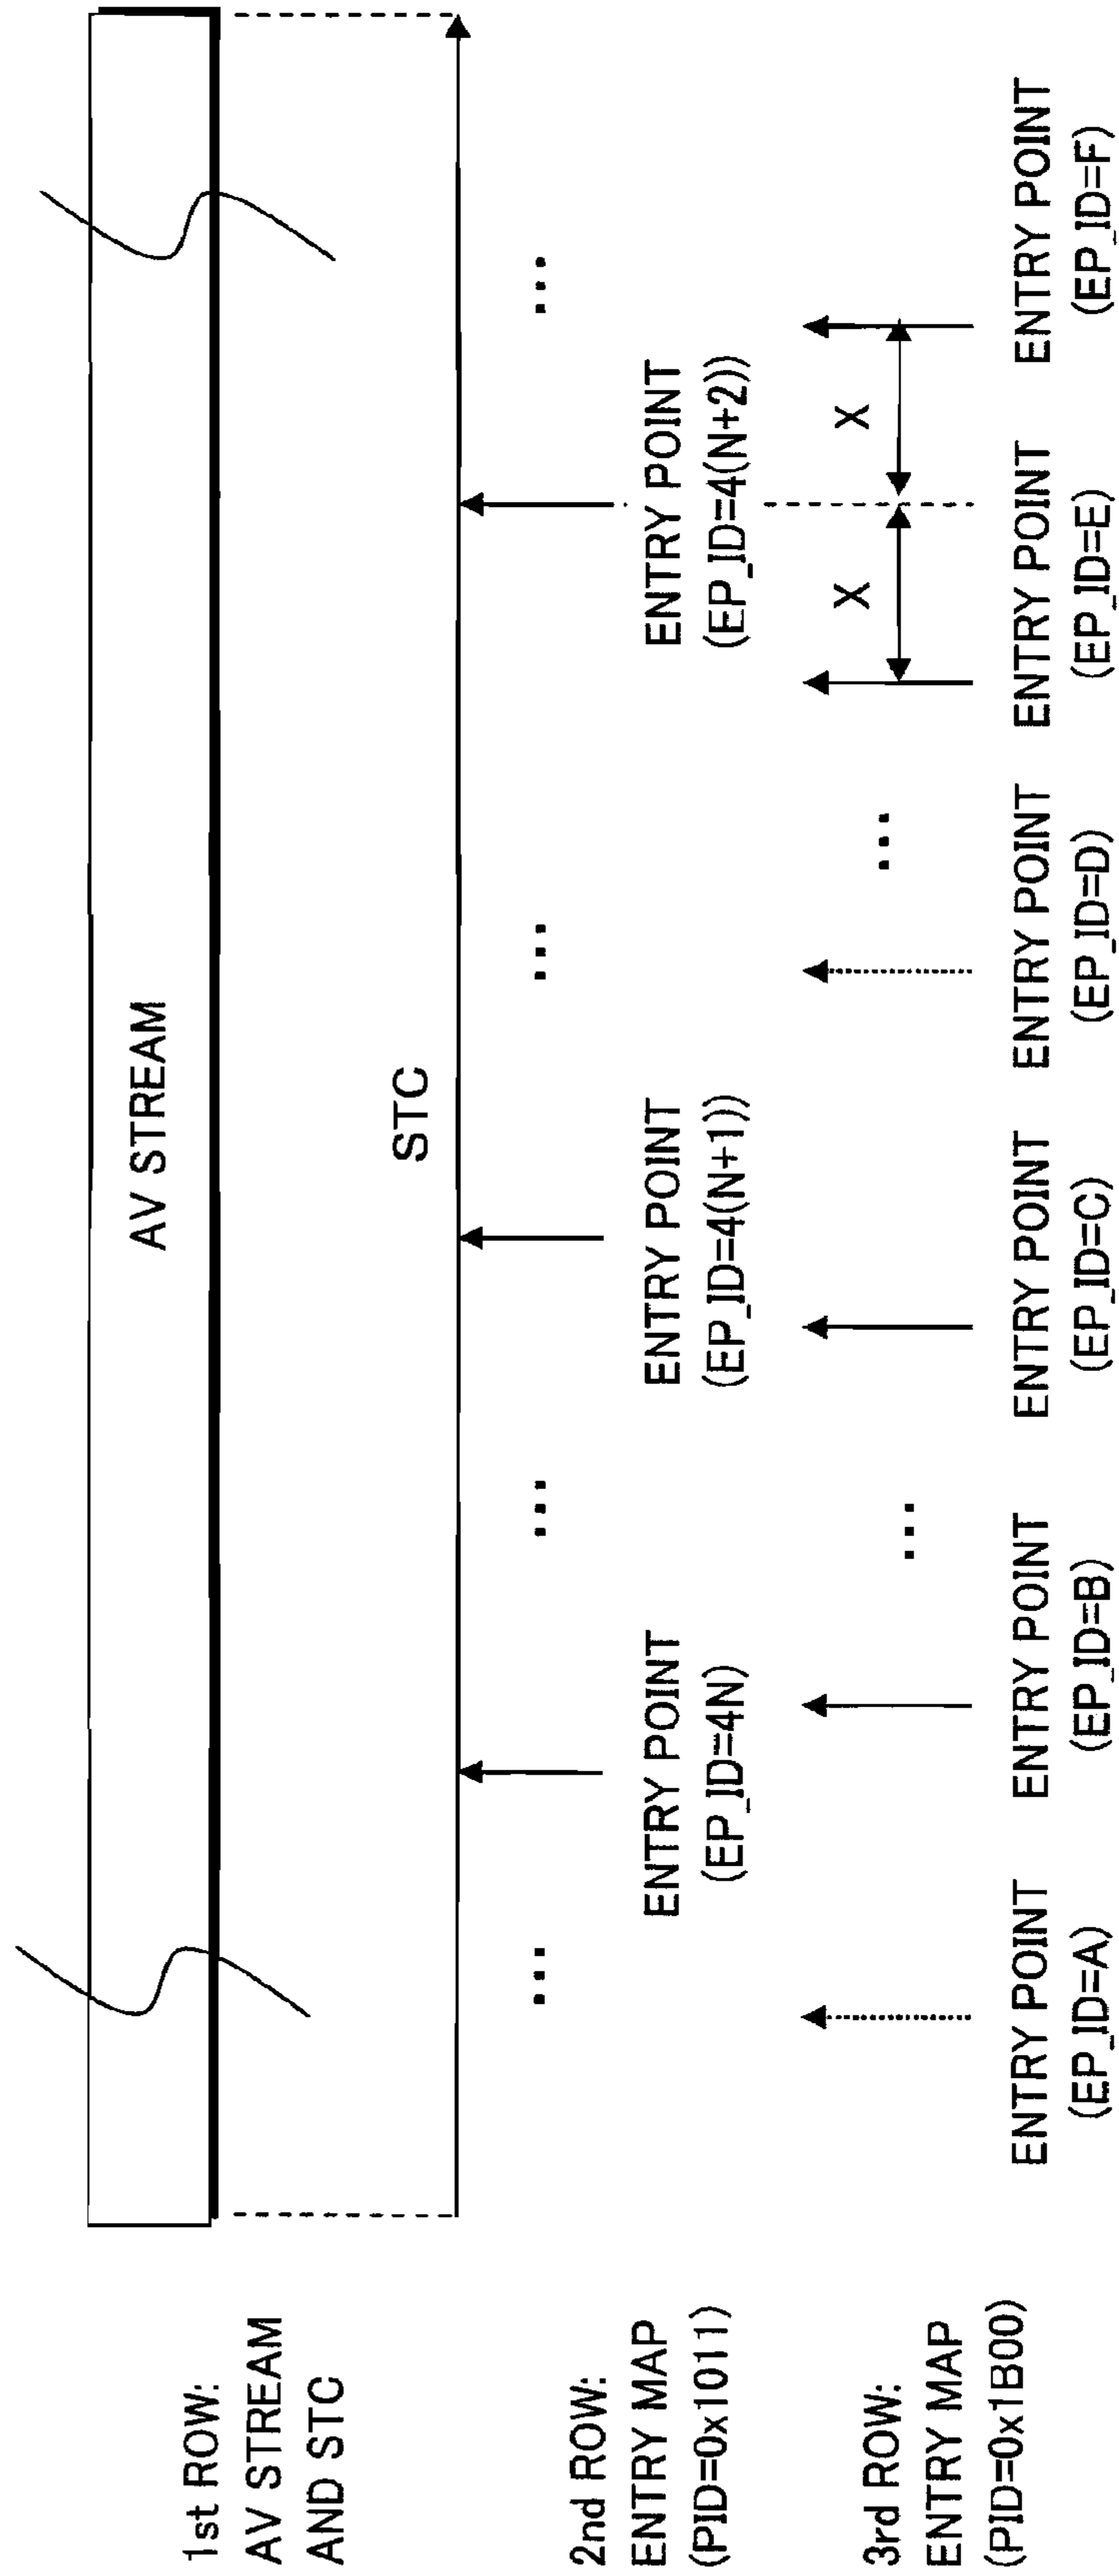 1st ROW:
AV STREAM
AND STC
AV STREAM
STC
2nd ROW:
ENTRY MAP
(PID=0x1011)
...
ENTRY POINT
(EP_ID=4N)
...
ENTRY POINT
(EP_ID=4(N+1))
...
ENTRY POINT
(EP_ID=4(N+2))
...
3rd ROW:
ENTRY MAP
(PID=0x1B00)
ENTRY POINT
(EP_ID=A)
ENTRY POINT
(EP_ID=B)
...
ENTRY POINT
(EP_ID=C)
ENTRY POINT
(EP_ID=D)
...
X
X
ENTRY POINT
(EP_ID=E)
ENTRY POINT
(EP_ID=F)